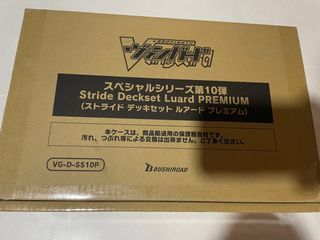 CARDFIGHT!!
ヴァンガード
スペシャルシリーズ第10弾
Stride Deckset Luard PREMIUM
(ストライド デッキセット ルアード プレミアム)
本ケースは、商品輸送用の保護梱包材です。
汚れ、つぶれ等による交換は出来ません。ご了承ください。
VG-D-SS10P
BUSHIROAD